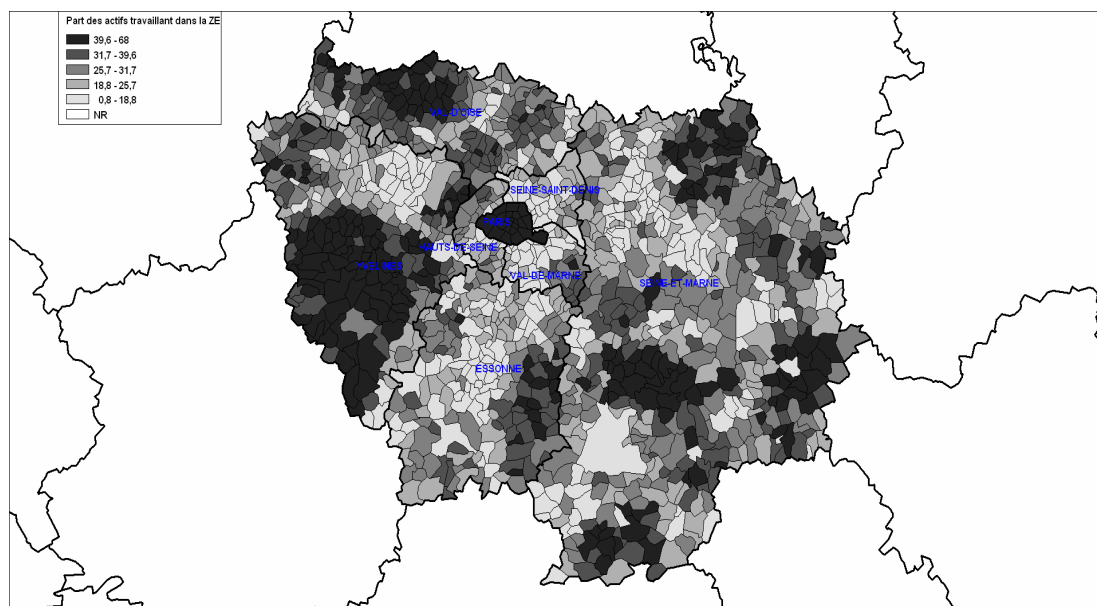 Part des actifs travaillant dans la ZE
39,6 - 68
31,7 - 39,6
25,7 - 31,7
18,8 - 25,7
0,8 - 18,8
NR
VAL D'OISE
SEINE-SAINT-DENIS
PARIS
HAUTS-DE-SEINE
YVELINES
VAL-DE-MARNE
SEINE-ET-MARNE
ESSONNE